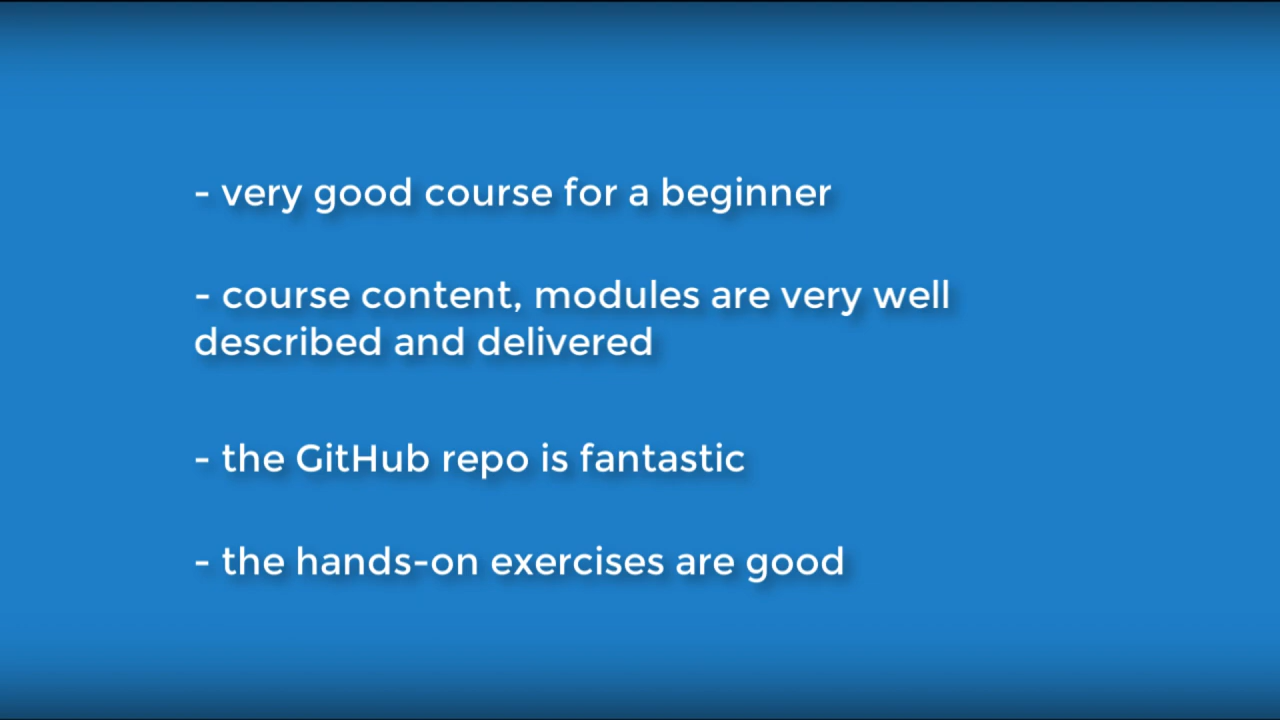 - very good course for a beginner
- course content, modules are very well
described and delivered
- the GitHub repo is fantastic
- the hands-on exercises are good